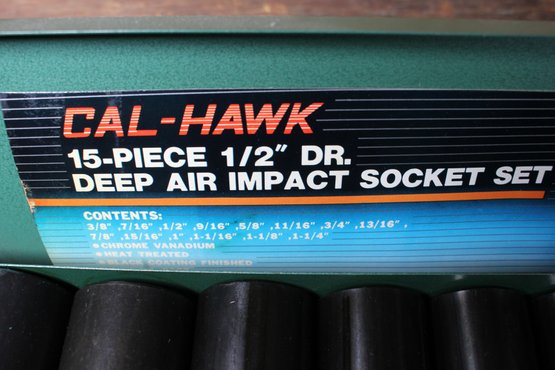 CAL-HAWK
15-PIECE 1/2" DR.
DEEP AIR IMPACT SOCKET SET
CONTENTS:
3/8" ,7/16" ,1/2" ,9/16" ,5/8" ,11/16" ,3/4" ,13/16" ,
7/8" ,15/16" ,1" ,1-1/16" ,1-1/8" ,1-1/4"
• CHROME VANADIUM
• HEAT TREATED
• BLACK COATING FINISHED